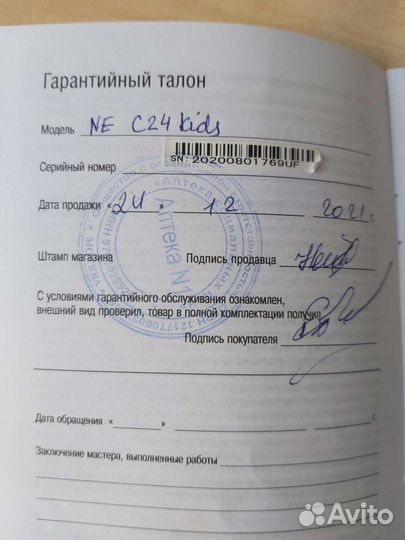 Гарантийный талон
Модель NE C24 Kids
Серийный номер SN: 20200801769UF
Дата продажи «24» 12 2021 г.
Штамп магазина Подпись продавца
Аптека №1
С условиями гарантийного обслуживания ознакомлен,
внешний вид проверил, товар в полной комплектации получил
Подпись покупателя
Дата обращения « » г.
Заключение мастера, выполненные работы
Avito